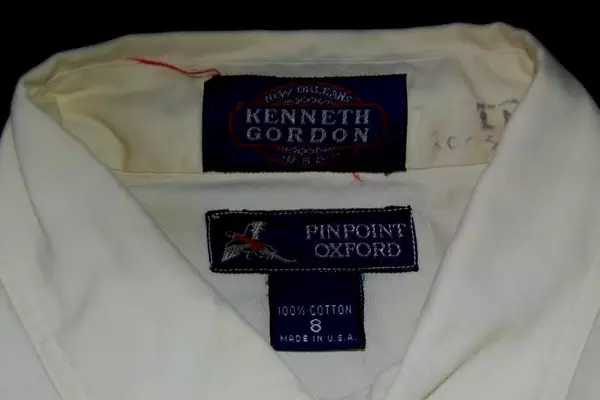 NEW ORLEANS
KENNETH
GORDON
U.S.A.
PINPOINT
OXFORD
100% COTTON
8
MADE IN U.S.A.